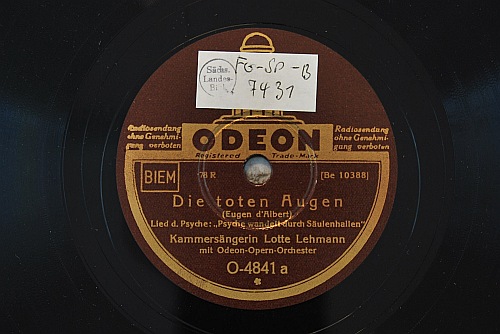 Sächs.
Landes-
FG-SP-B
7431
Radiosendung
ohne Genehmi-
gung verboten
Radiosendung
ohne Genehmi-
gung verboten
ODEON
Registered Trade-Mark
BIEM
78 R
[Be 10388]
Die toten Augen
(Eugen d'Albert)
Lied d. Psyche: „Psyche wandelt durch Säulenhallen"
Kammersängerin Lotte Lehmann
mit Odeon-Opern-Orchester
O-4841 a